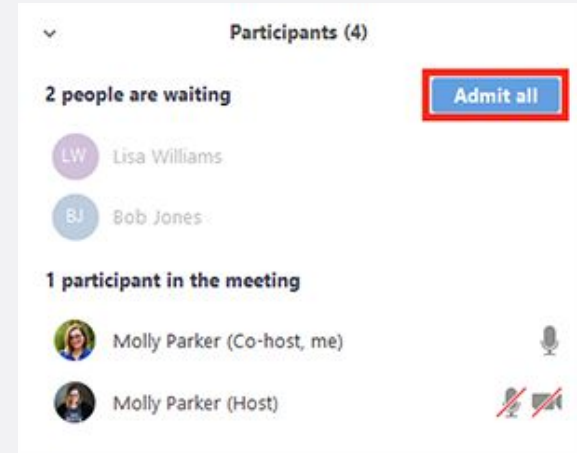 Participants (4)
2 people are waiting
Admit all
LW
Lisa Williams
BJ
Bob Jones
1 participant in the meeting
Molly Parker (Co-host, me)
Molly Parker (Host)